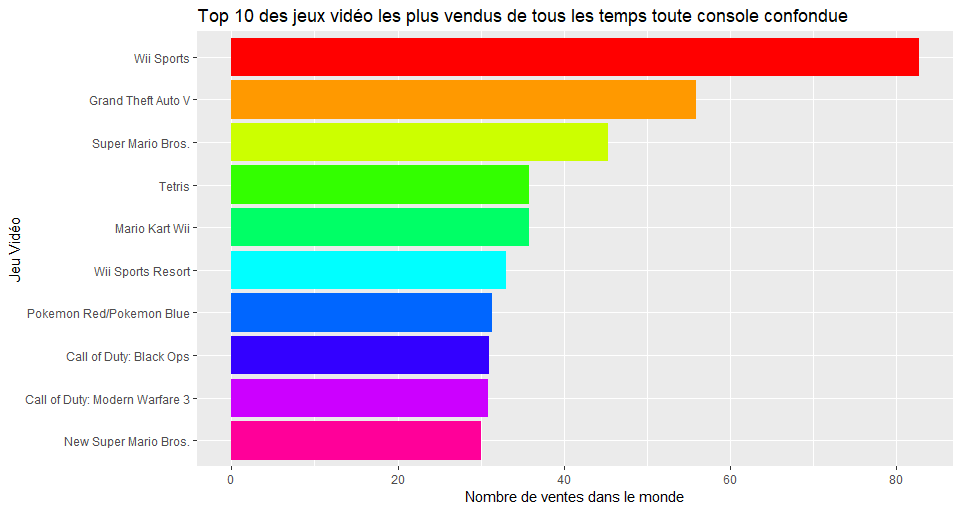 Top 10 des jeux vidéo les plus vendus de tous les temps toute console confondue
Jeu Vidéo
Wii Sports
Grand Theft Auto V
Super Mario Bros.
Tetris
Mario Kart Wii
Wii Sports Resort
Pokemon Red/Pokemon Blue
Call of Duty: Black Ops
Call of Duty: Modern Warfare 3
New Super Mario Bros.
0 20 40 60 80
Nombre de ventes dans le monde